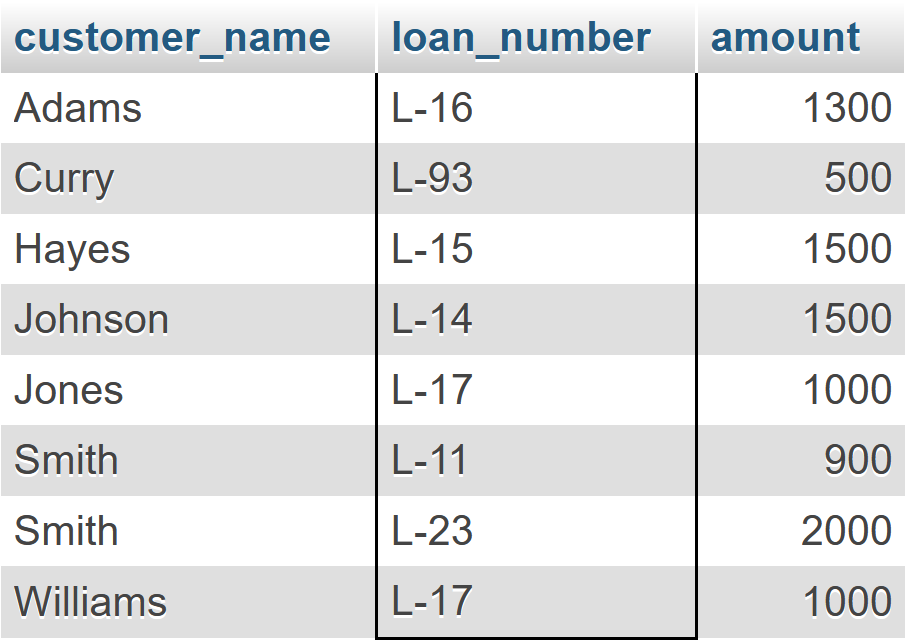 customer_name loan_number amount
Adams L-16 1300
Curry L-93 500
Hayes L-15 1500
Johnson L-14 1500
Jones L-17 1000
Smith L-11 900
Smith L-23 2000
Williams L-17 1000